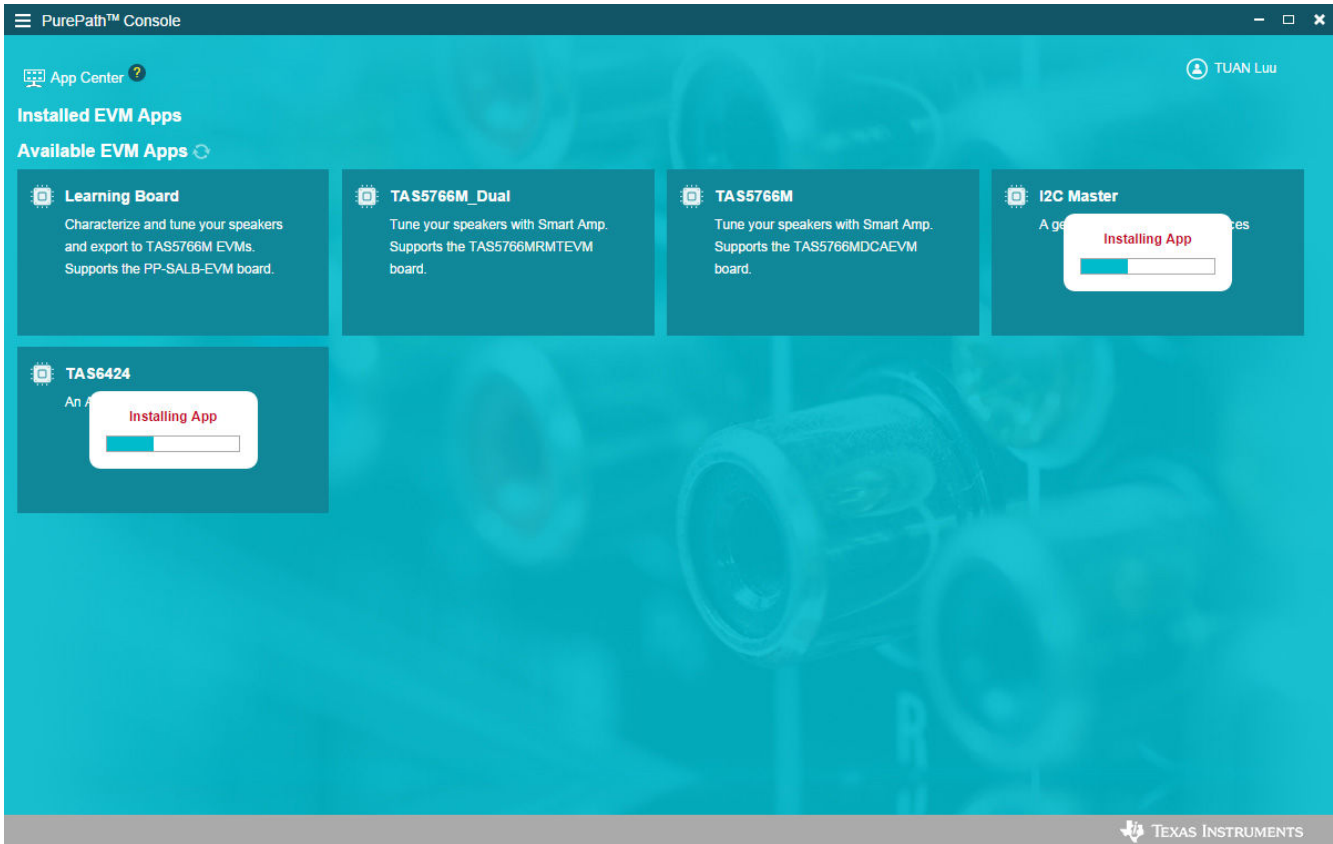 PurePath™ Console
App Center ?
TUAN Luu
Installed EVM Apps
Available EVM Apps
Learning Board
Characterize and tune your speakers
and export to TAS5766M EVMs.
Supports the PP-SALB-EVM board.
TAS5766M_Dual
Tune your speakers with Smart Amp.
Supports the TAS5766MRMTEVM
board.
TAS5766M
Tune your speakers with Smart Amp.
Supports the TAS5766MDCAEVM
board.
I2C Master
A
Installing App
TAS6424
An
Installing App
R
TEXAS INSTRUMENTS